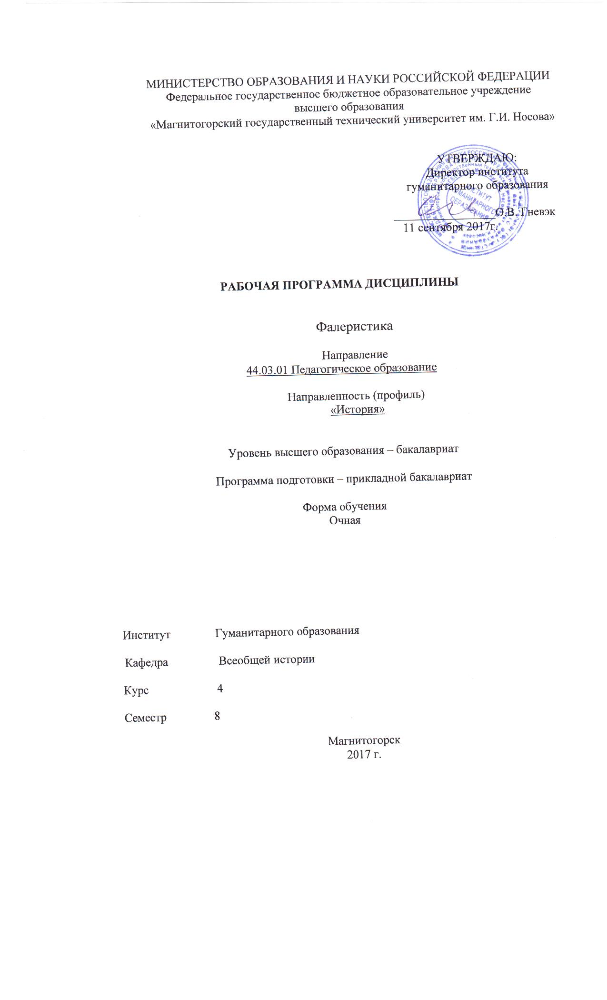 МИНИСТЕРСТВО ОБРАЗОВАНИЯ И НАУКИ РОССИЙСКОЙ ФЕДЕРАЦИИ
Федеральное государственное бюджетное образовательное учреждение
высшего образования
«Магнитогорский государственный технический университет им. Г.И. Носова»
УТВЕРЖДАЮ:
Директор института
гуманитарного образования
О.В. Гневэк
11 сентября 2017г.
ИНСТИТУТ
ГУМАНИТАРНОГО
ОБРАЗОВАНИЯ
РАБОЧАЯ ПРОГРАММА ДИСЦИПЛИНЫ
Фалеристика
Направление
44.03.01 Педагогическое образование
Направленность (профиль)
«История»
Уровень высшего образования – бакалавриат
Программа подготовки – прикладной бакалавриат
Форма обучения
Очная
Институт Гуманитарного образования
Кафедра Всеобщей истории
Курс 4
Семестр 8
Магнитогорск
2017 г.